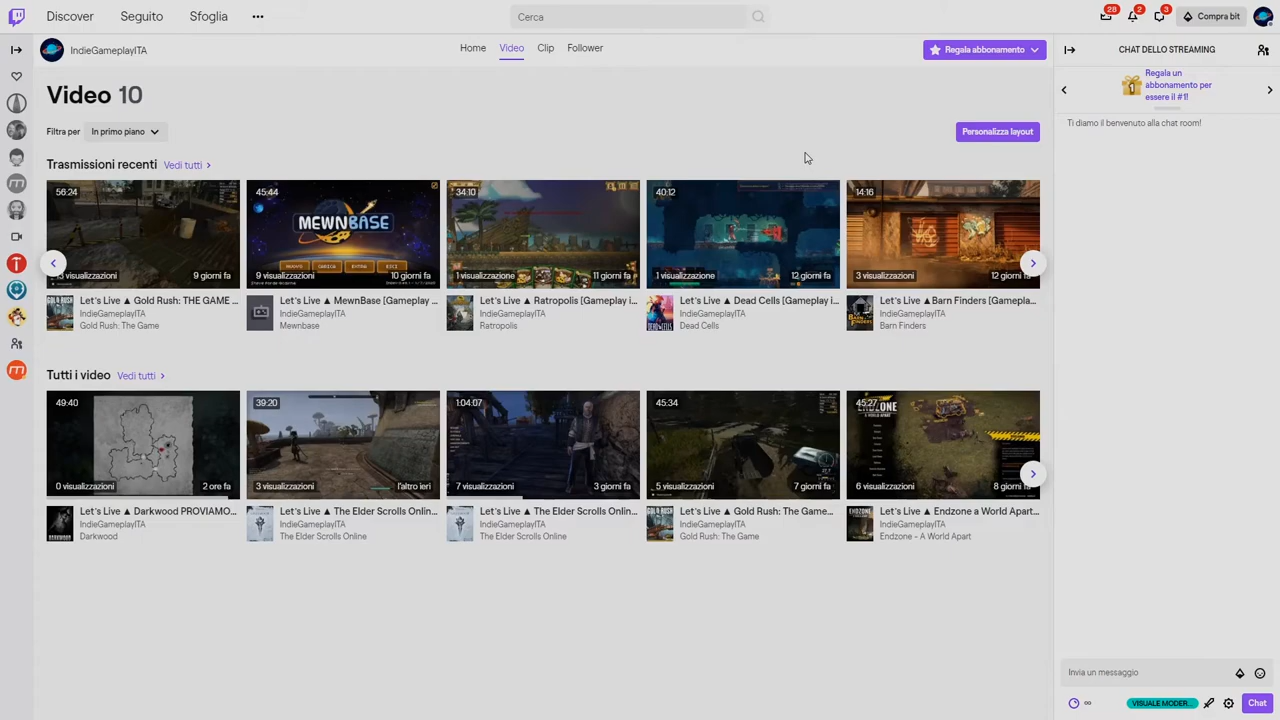 Discover
Seguito
Sfoglia
Cerca
28
2
3
Compra bit
IndieGameplayITA
Home
Video
Clip
Follower
Regala abbonamento
CHAT DELLO STREAMING
Regala un
abbonamento per
essere il #1!
Ti diamo il benvenuto alla chat room!
Video 10
Filtra per
In primo piano
Personalizza layout
Trasmissioni recenti
Vedi tutti
56:24
45:44
34:10
40:12
14:16
MEWNBASE
visualizzazioni
9 giorni fa
9 visualizzazioni
10 giorni fa
1 visualizzazione
11 giorni fa
1 visualizzazione
12 giorni fa
3 visualizzazioni
12 giorni fa
Let's Live ▲ Gold Rush: THE GAME ...
IndieGameplayITA
Gold Rush: The Game
Let's Live ▲ MewnBase [Gameplay ...
IndieGameplayITA
Mewnbase
Let's Live ▲ Ratropolis [Gameplay i...
IndieGameplayITA
Ratropolis
Let's Live ▲ Dead Cells [Gameplay i...
IndieGameplayITA
Dead Cells
Let's Live ▲Barn Finders [Gamepla...
IndieGameplayITA
Barn Finders
Tutti i video
Vedi tutti
49:40
39:20
1:04:07
45:34
45:27
ENDZONE
A WORLD APART
0 visualizzazioni
2 ore fa
3 visualizzazioni
l'altro ieri
7 visualizzazioni
3 giorni fa
5 visualizzazioni
7 giorni fa
6 visualizzazioni
8 giorni fa
Let's Live ▲ Darkwood PROVIAMO...
IndieGameplayITA
Darkwood
Let's Live ▲ The Elder Scrolls Onlin...
IndieGameplayITA
The Elder Scrolls Online
Let's Live ▲ The Elder Scrolls Onlin...
IndieGameplayITA
The Elder Scrolls Online
Let's Live ▲ Gold Rush: The Game...
IndieGameplayITA
Gold Rush: The Game
Let's Live ▲ Endzone a World Apart...
IndieGameplayITA
Endzone - A World Apart
Invia un messaggio
VISUALE MODER...
Chat